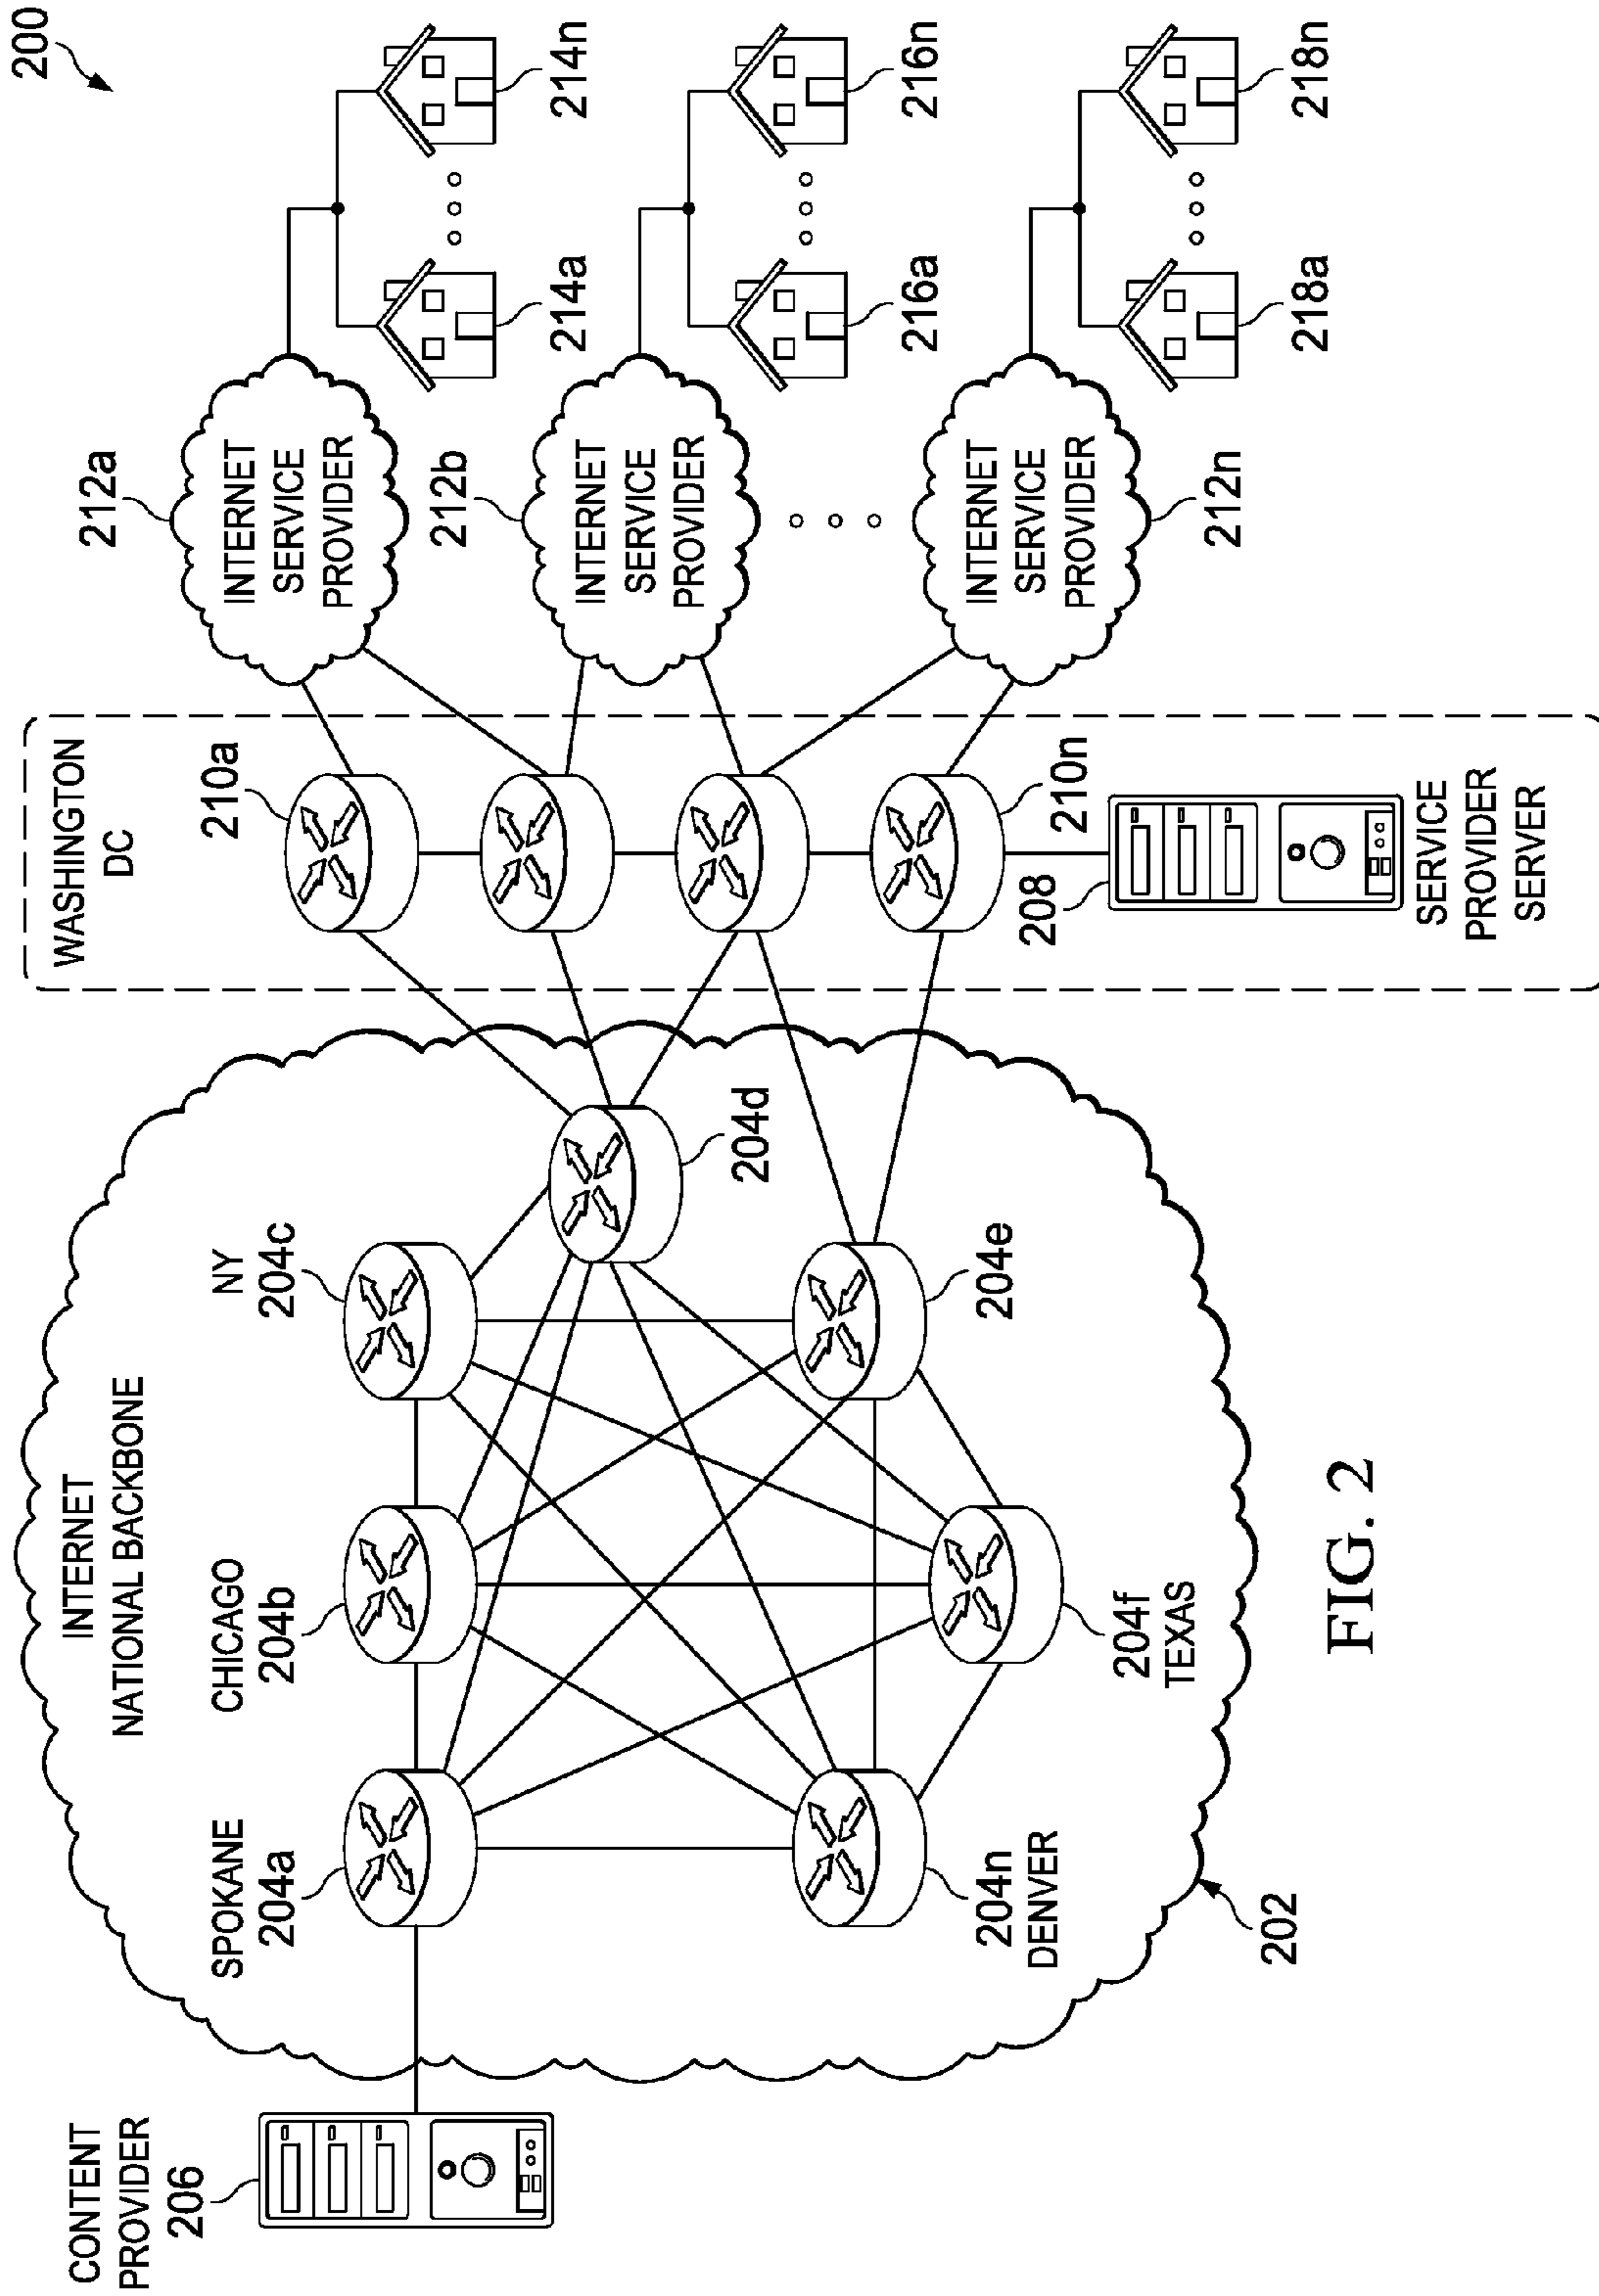 200
CONTENT
PROVIDER
206
INTERNET
NATIONAL BACKBONE
SPOKANE
204a
CHICAGO
204b
NY
204c
204d
204e
204f
TEXAS
204n
DENVER
202
WASHINGTON
DC
210a
210n
208
SERVICE
PROVIDER
SERVER
212a
INTERNET
SERVICE
PROVIDER
212b
INTERNET
SERVICE
PROVIDER
212n
INTERNET
SERVICE
PROVIDER
214a
214n
216a
216n
218a
218n
FIG. 2